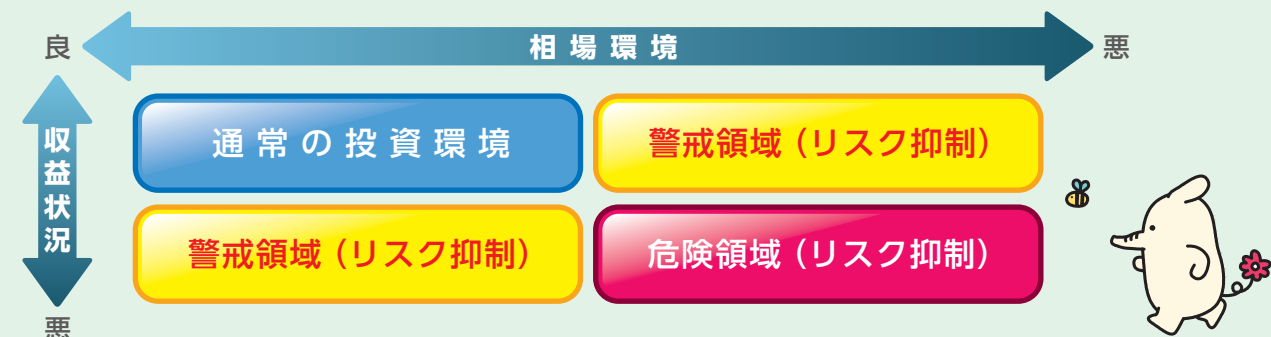 良 相場環境 悪
収益状況
通常の投資環境 警戒領域（リスク抑制）
警戒領域（リスク抑制） 危険領域（リスク抑制）
悪